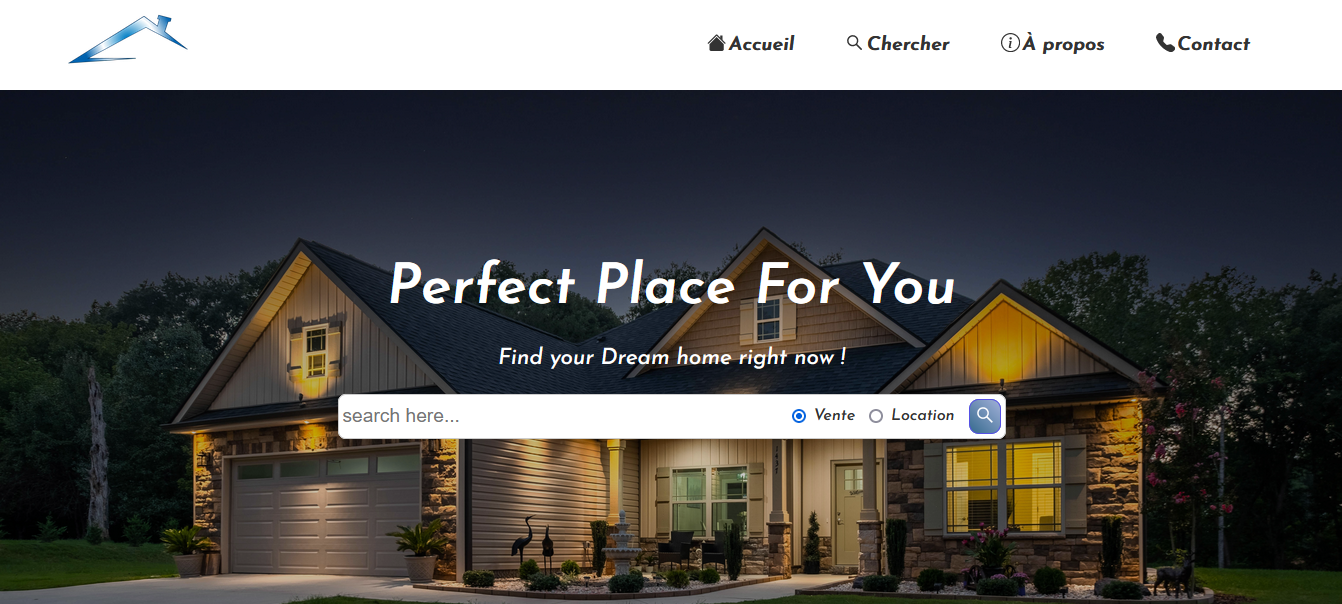 Accueil Chercher À propos Contact
Perfect Place For You
Find your Dream home right now !
search here... Vente Location